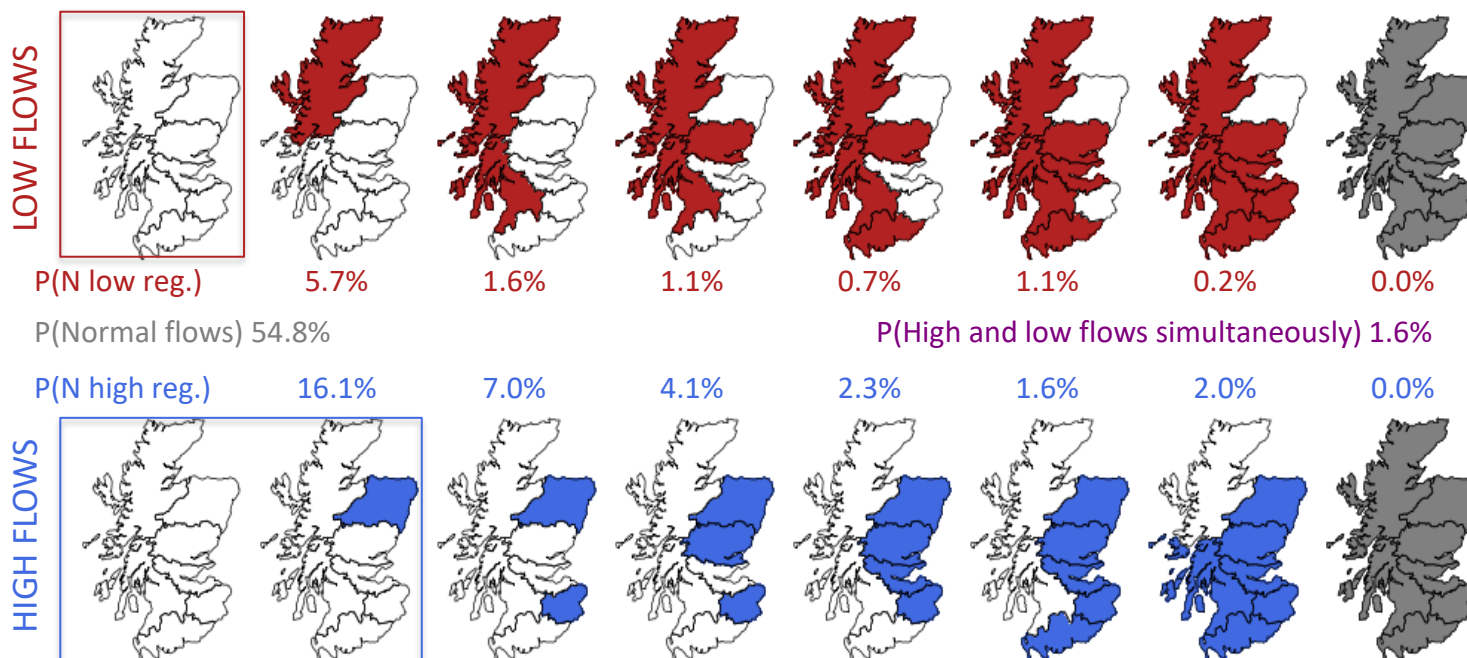 LOW FLOWS
P(N low reg.) 5.7% 1.6% 1.1% 0.7% 1.1% 0.2% 0.0%
P(Normal flows) 54.8% P(High and low flows simultaneously) 1.6%
P(N high reg.) 16.1% 7.0% 4.1% 2.3% 1.6% 2.0% 0.0%
HIGH FLOWS